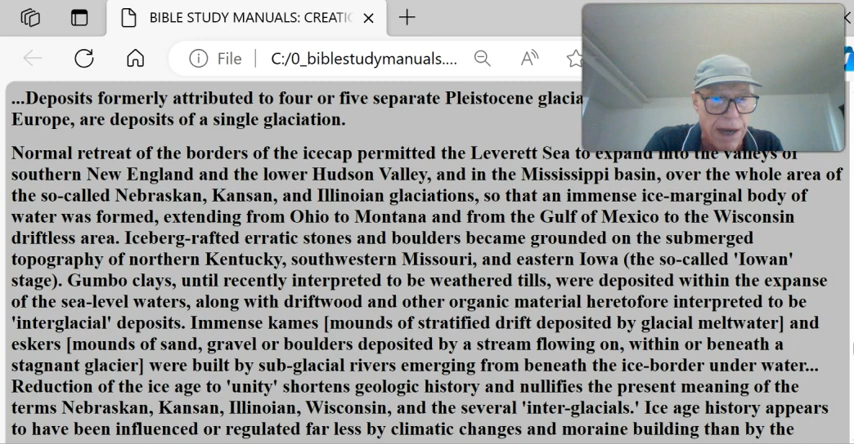 BIBLE STUDY MANUALS: CREATIO
File | C:/0_biblestudymanuals....
...Deposits formerly attributed to four or five separate Pleistocene
Europe, are deposits of a single glaciation.
Normal retreat of the borders of the icecap permitted the Leverett Sea to expand into the valleys of
southern New England and the lower Hudson Valley, and in the Mississippi basin, over the whole area of
the so-called Nebraskan, Kansan, and Illinoian glaciations, so that an immense ice-marginal body of
water was formed, extending from Ohio to Montana and from the Gulf of Mexico to the Wisconsin
driftless area. Iceberg-rafted erratic stones and boulders became grounded on the submerged
topography of northern Kentucky, southwestern Missouri, and eastern Iowa (the so-called 'Iowan'
stage). Gumbo clays, until recently interpreted to be weathered tills, were deposited within the expanse
of the sea-level waters, along with driftwood and other organic material heretofore interpreted to be
'interglacial' deposits. Immense kames [mounds of stratified drift deposited by glacial meltwater] and
eskers [mounds of sand, gravel or boulders deposited by a stream flowing on, within or beneath a
stagnant glacier] were built by sub-glacial rivers emerging from beneath the ice-border under water...
Reduction of the ice age to 'unity' shortens geologic history and nullifies the present meaning of the
terms Nebraskan, Kansan, Illinoian, Wisconsin, and the several 'inter-glacials.' Ice age history appears
to have been influenced or regulated far less by climatic changes and moraine building than by the